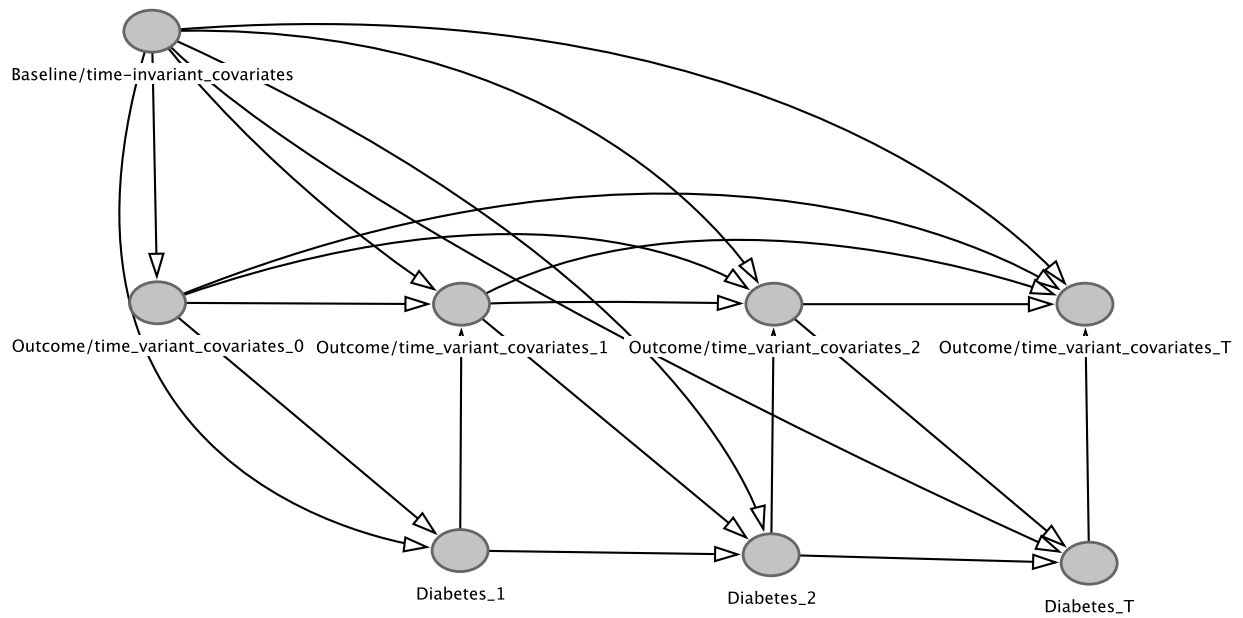 Baseline/time-invariant_covariates
Outcome/time_variant_covariates_0
Outcome/time_variant_covariates_1
Outcome/time_variant_covariates_2
Outcome/time_variant_covariates_T
Diabetes_1
Diabetes_2
Diabetes_T